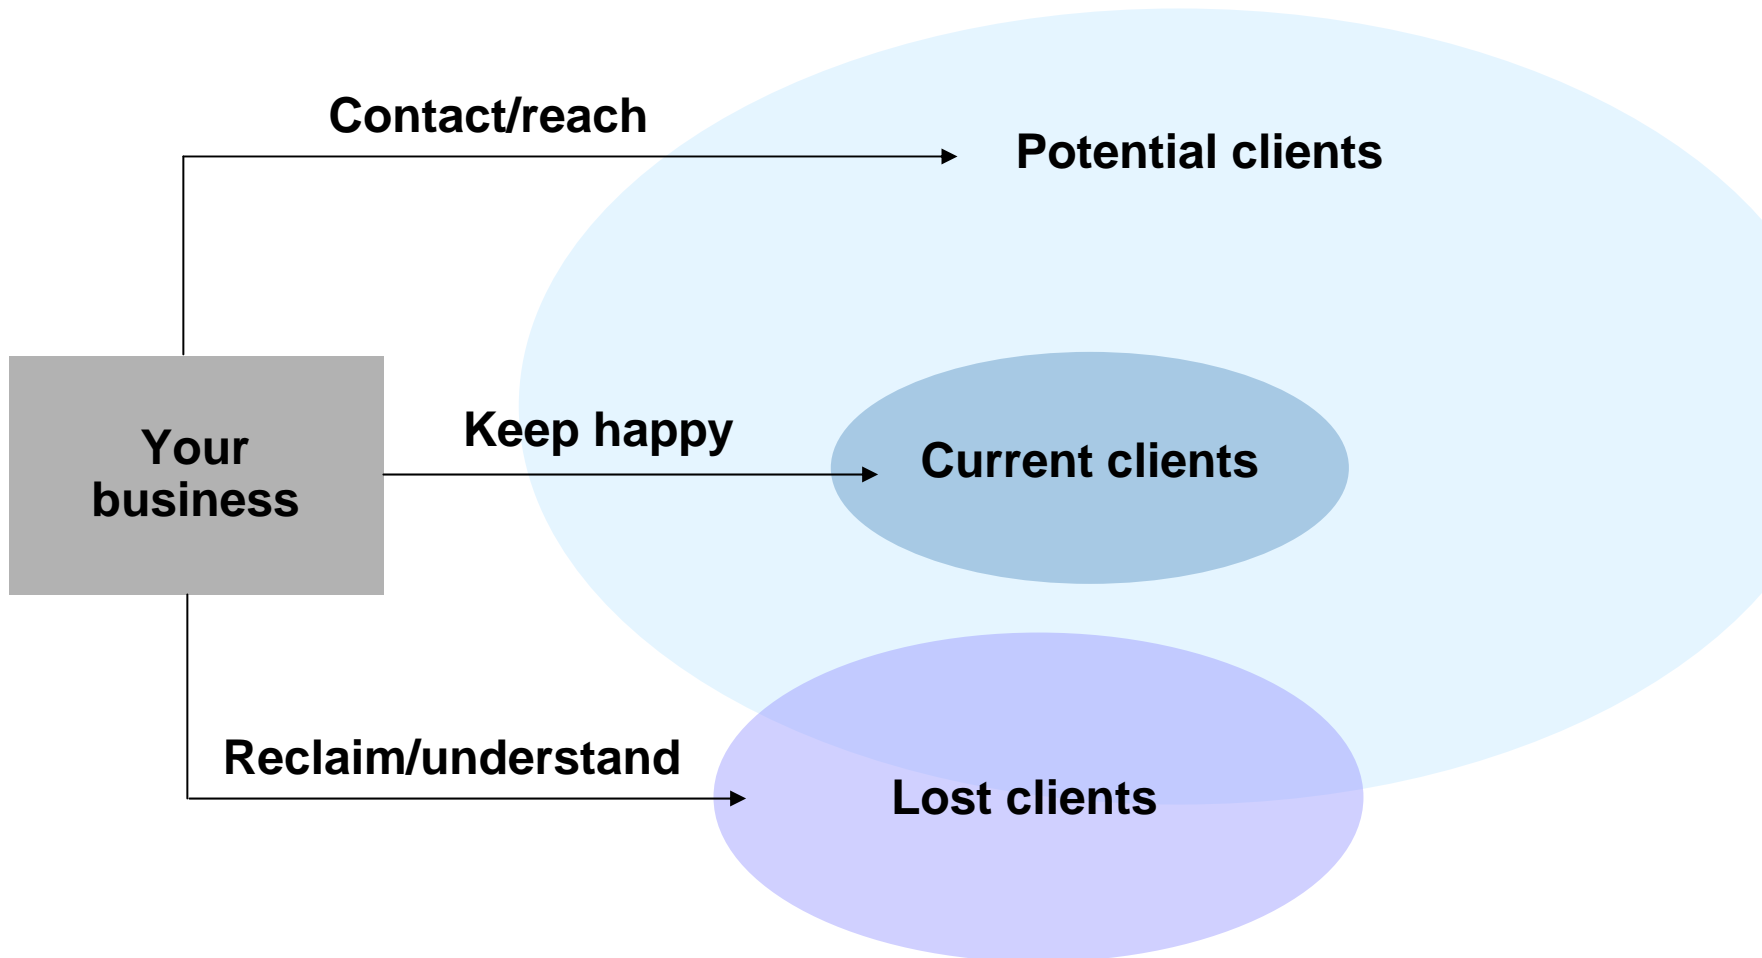 Contact/reach
Potential clients
Keep happy
Current clients
Your
business
Reclaim/understand
Lost clients